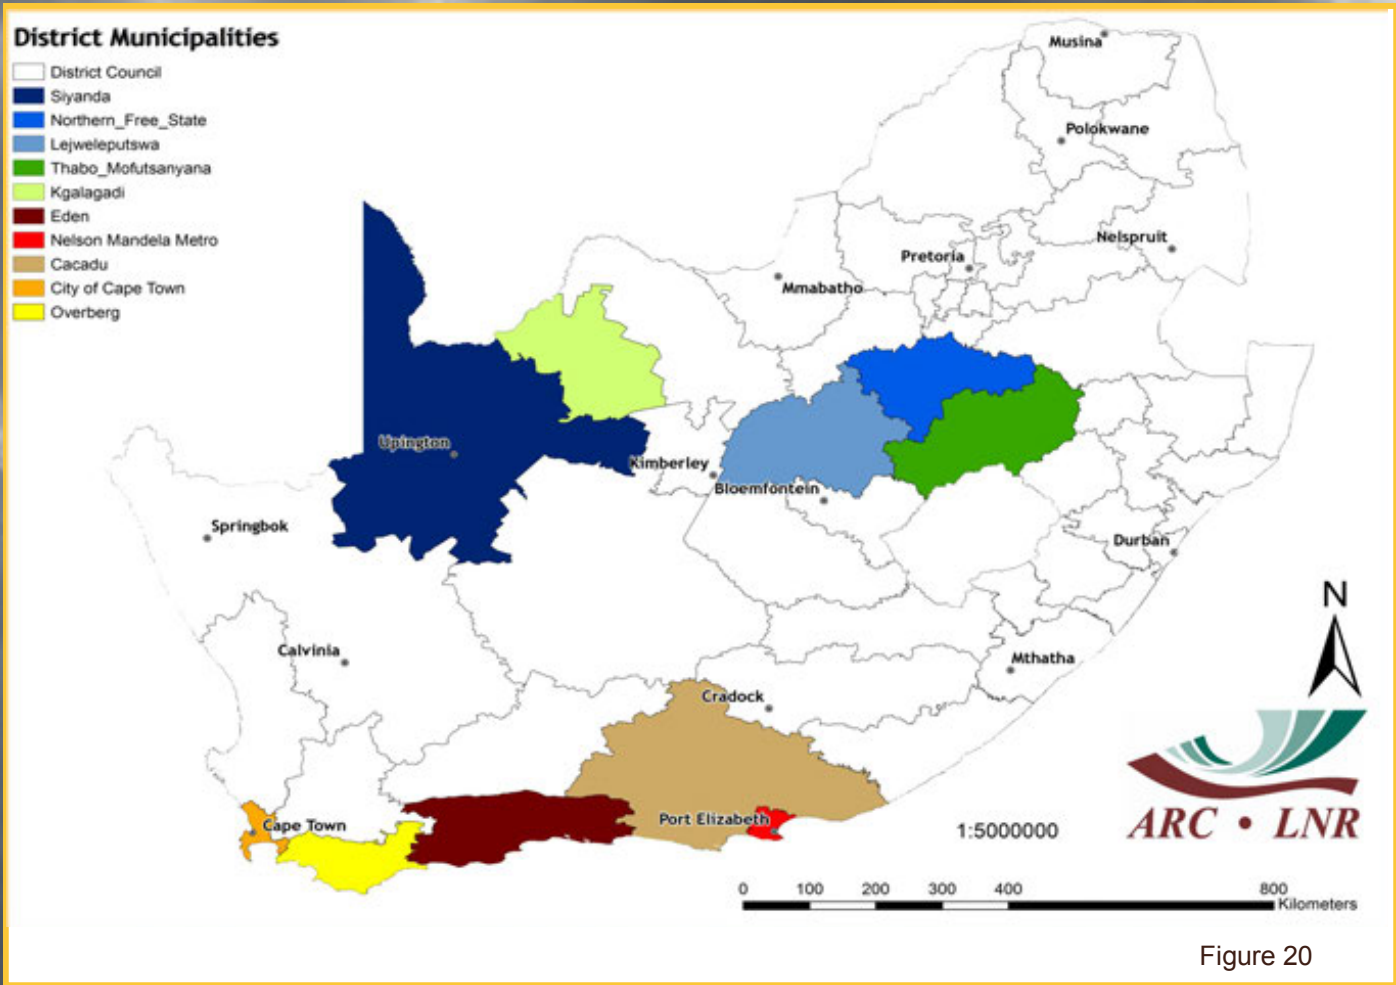 District Municipalities
District Council
Siyanda
Northern_Free_State
Lejweleputswa
Thabo_Mofutsanyana
Kgalagadi
Eden
Nelson Mandela Metro
Cacadu
City of Cape Town
Overberg
Musina
Polokwane
Nelspruit
Pretoria
Mmabatho
Upington
Kimberley
Bloemfontein
Springbok
Durban
Calvinia
Mthatha
Cradock
Port Elizabeth
Cape Town
N
ARC • LNR
1:5000000
0 100 200 300 400 800
Kilometers
Figure 20